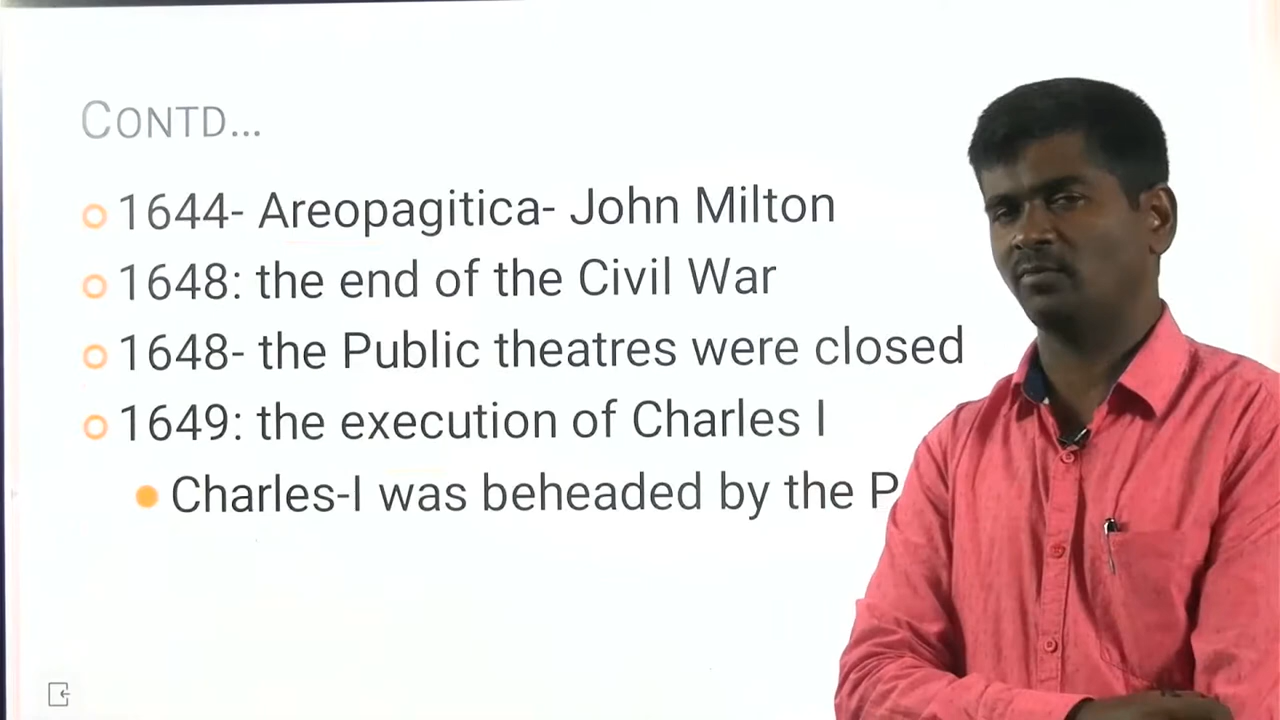 CONTD...
1644- Areopagitica- John Milton
1648: the end of the Civil War
1648- the Public theatres were closed
1649: the execution of Charles I
Charles-I was beheaded by the P